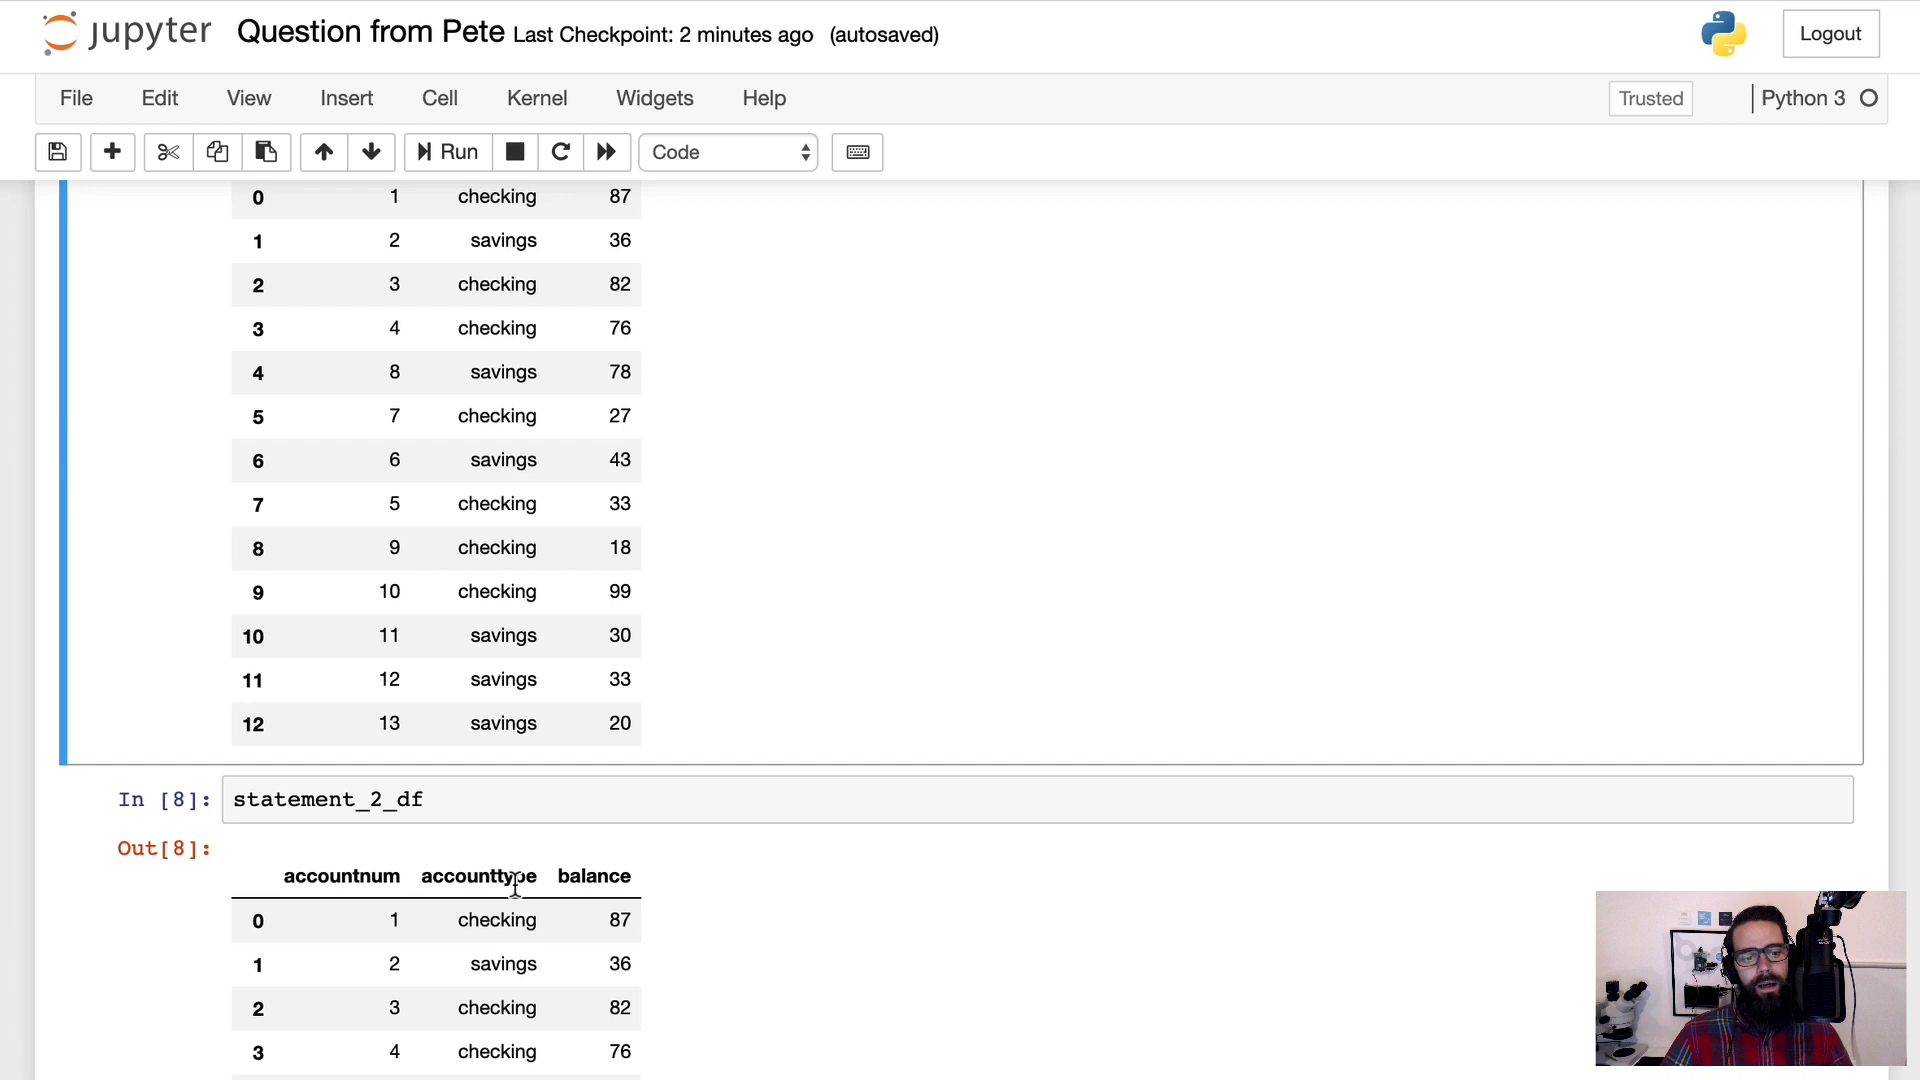 jupyter Question from Pete Last Checkpoint: 2 minutes ago (autosaved) Logout
File Edit View Insert Cell Kernel Widgets Help Trusted Python 3
Run Code
0 1 checking 87
1 2 savings 36
2 3 checking 82
3 4 checking 76
4 8 savings 78
5 7 checking 27
6 6 savings 43
7 5 checking 33
8 9 checking 18
9 10 checking 99
10 11 savings 30
11 12 savings 33
12 13 savings 20
In [8]: statement_2_df
Out[8]:
accountnum accounttype balance
0 1 checking 87
1 2 savings 36
2 3 checking 82
3 4 checking 76